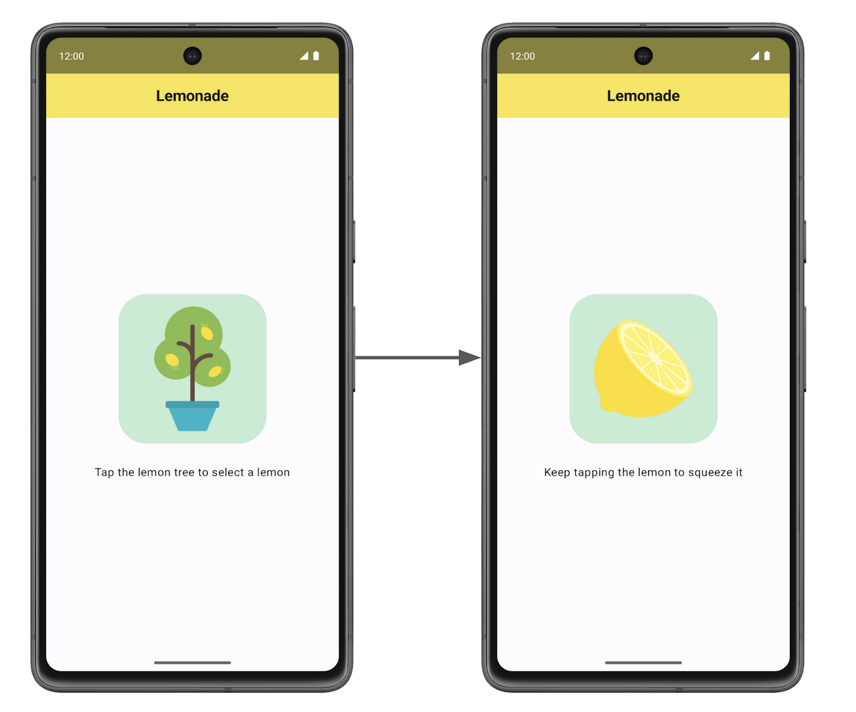 12:00
Lemonade
Tap the lemon tree to select a lemon
12:00
Lemonade
Keep tapping the lemon to squeeze it